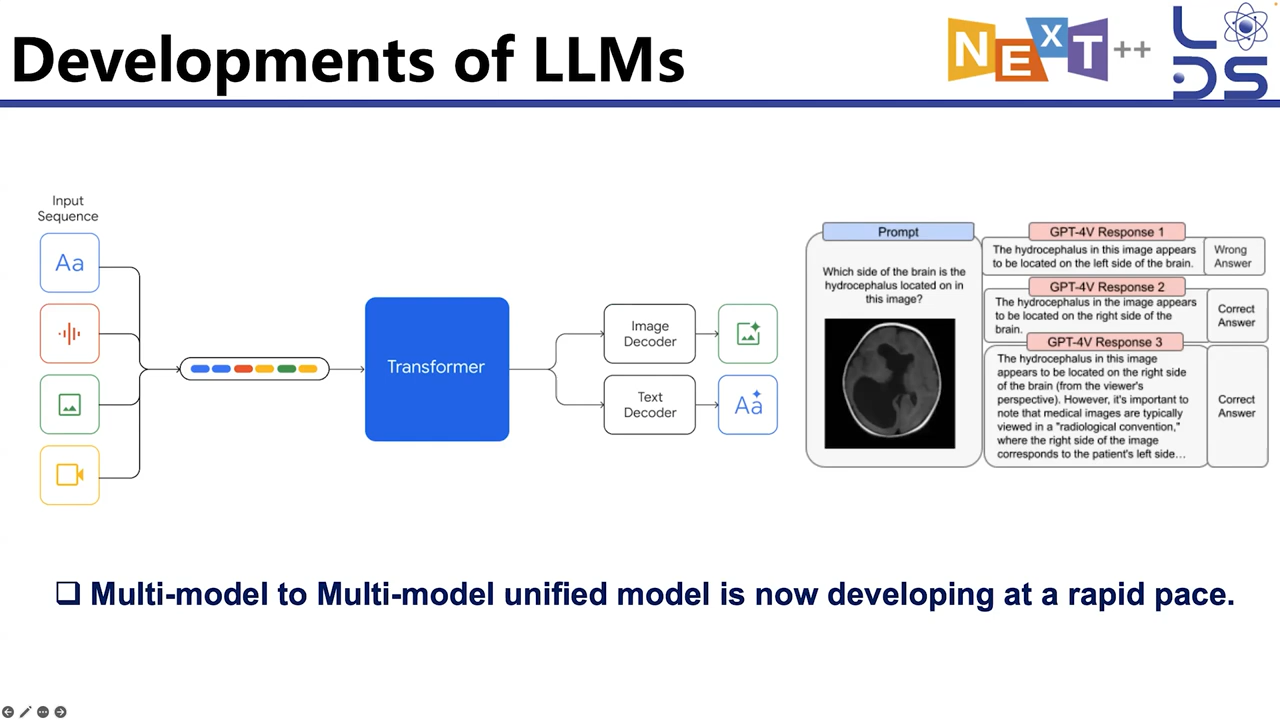 Developments of LLMs
NEXT++
LDS
Input
Sequence
Aa
Transformer
Image
Decoder
Text
Decoder
Aa
Prompt
Which side of the brain is the
hydrocephalus located on in
this image?
GPT-4V Response 1
The hydrocephalus in this image appears
to be located on the left side of the brain.
Wrong
Answer
GPT-4V Response 2
The hydrocephalus in the image appears
to be located on the right side of the
brain.
Correct
Answer
GPT-4V Response 3
The hydrocephalus in this image
appears to be located on the right side
of the brain (from the viewer's
perspective). However, it's important to
note that medical images are typically
viewed in a "radiological convention,"
where the right side of the image
corresponds to the patient's left side…
Correct
Answer
❑ Multi-model to Multi-model unified model is now developing at a rapid pace.